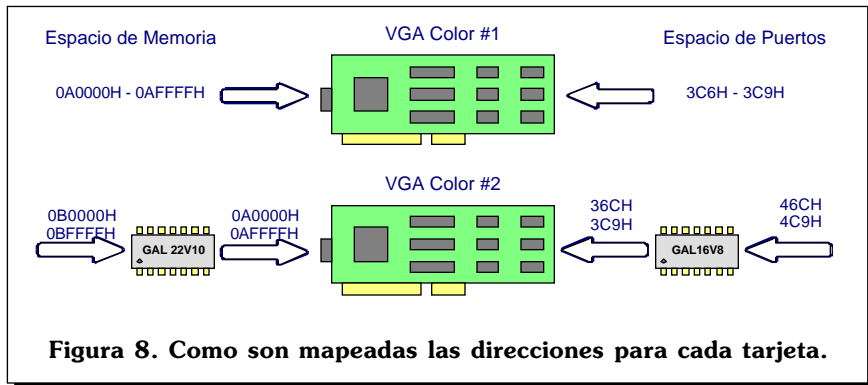 Espacio de Memoria
VGA Color #1
Espacio de Puertos
0A0000H - 0AFFFFH
3C6H - 3C9H
VGA Color #2
0B0000H
0BFFFFH
GAL 22V10
0A0000H
0AFFFFH
36CH
3C9H
GAL16V8
46CH
4C9H
Figura 8. Como son mapeadas las direcciones para cada tarjeta.